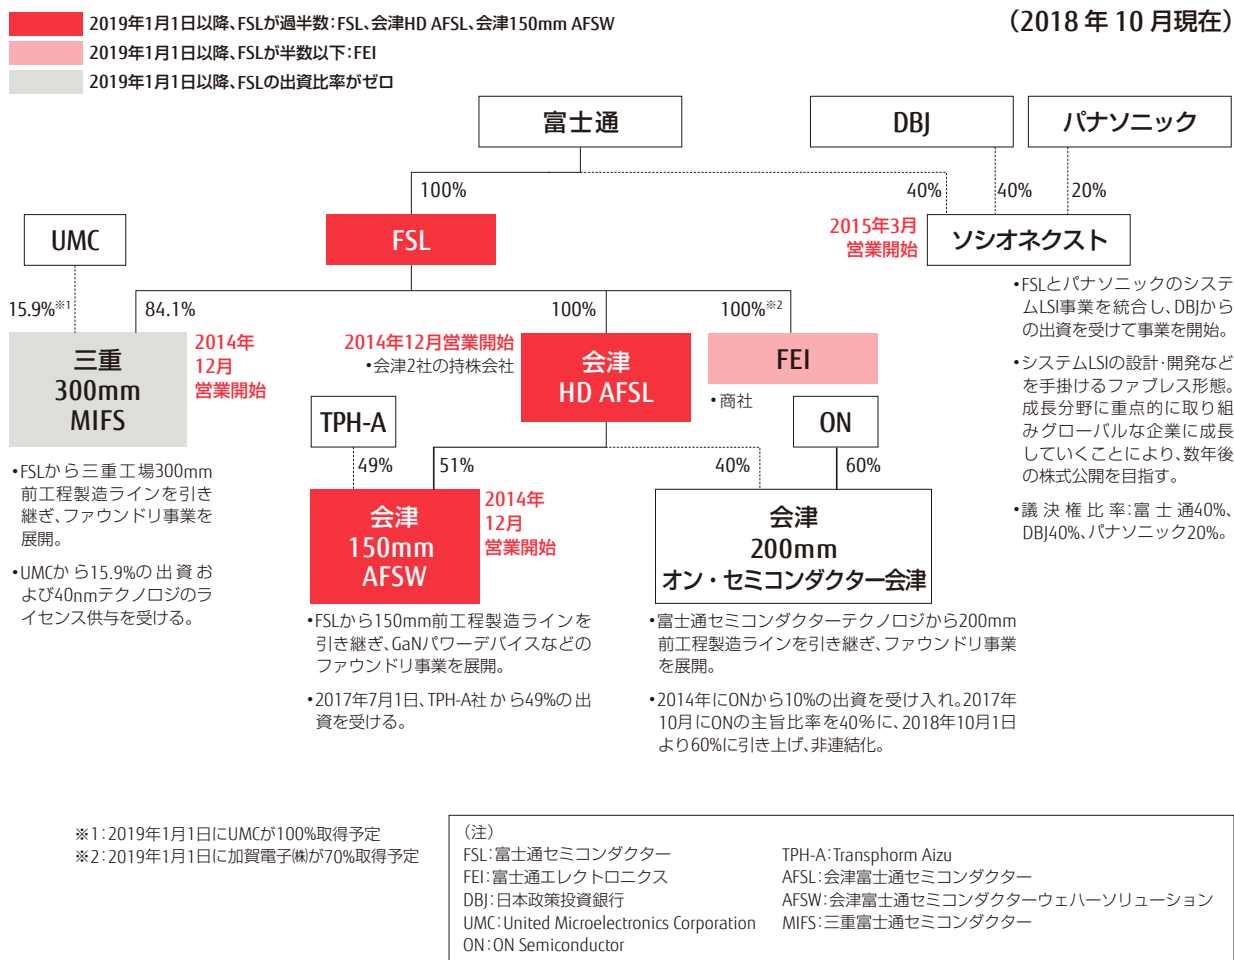 2019年1月1日以降、FSLが過半数：FSL、会津HD AFSL、会津150mm AFSW
2019年1月1日以降、FSLが半数以下：FEI
2019年1月1日以降、FSLの出資比率がゼロ
（2018年10月現在）
富士通
DBJ
パナソニック
100%
40%
40%
20%
UMC
FSL
2015年3月
営業開始
ソシオネクスト
15.9%※1
84.1%
100%
100%※2
三重
300mm
MIFS
2014年
12月
営業開始
2014年12月営業開始
•会津2社の持株会社
会津
HD AFSL
FEI
•商社
•FSLとパナソニックのシステ
ムLSI事業を統合し、DBJから
の出資を受けて事業を開始。
•システムLSIの設計・開発など
を手掛けるファブレス形態。
成長分野に重点的に取り組
みグローバルな企業に成長
していくことにより、数年後
の株式公開を目指す。
•議決権比率：富士通40%、
DBJ40%、パナソニック20%。
TPH-A
ON
49%
51%
40%
60%
•FSLから三重工場300mm
前工程製造ラインを引き
継ぎ、ファウンドリ事業を
展開。
•UMCから15.9%の出資お
よび40nmテクノロジのラ
イセンス供与を受ける。
会津
150mm
AFSW
2014年
12月
営業開始
会津
200mm
オン・セミコンダクター会津
•FSLから150mm前工程製造ラインを
引き継ぎ、GaNパワーデバイスなどの
ファウンドリ事業を展開。
•2017年7月1日、TPH-A社から49%の出
資を受ける。
•富士通セミコンダクターテクノロジから200mm
前工程製造ラインを引き継ぎ、ファウンドリ事業
を展開。
•2014年にONから10%の出資を受け入れ。2017年
10月にONの主旨比率を40%に、2018年10月1日
より60%に引き上げ、非連結化。
※1：2019年1月1日にUMCが100%取得予定
※2：2019年1月1日に加賀電子㈱が70%取得予定
（注）
FSL：富士通セミコンダクター
FEI：富士通エレクトロニクス
DBJ：日本政策投資銀行
UMC：United Microelectronics Corporation
ON：ON Semiconductor
TPH-A：Transphorm Aizu
AFSL：会津富士通セミコンダクター
AFSW：会津富士通セミコンダクターウェハーソリューション
MIFS：三重富士通セミコンダクター